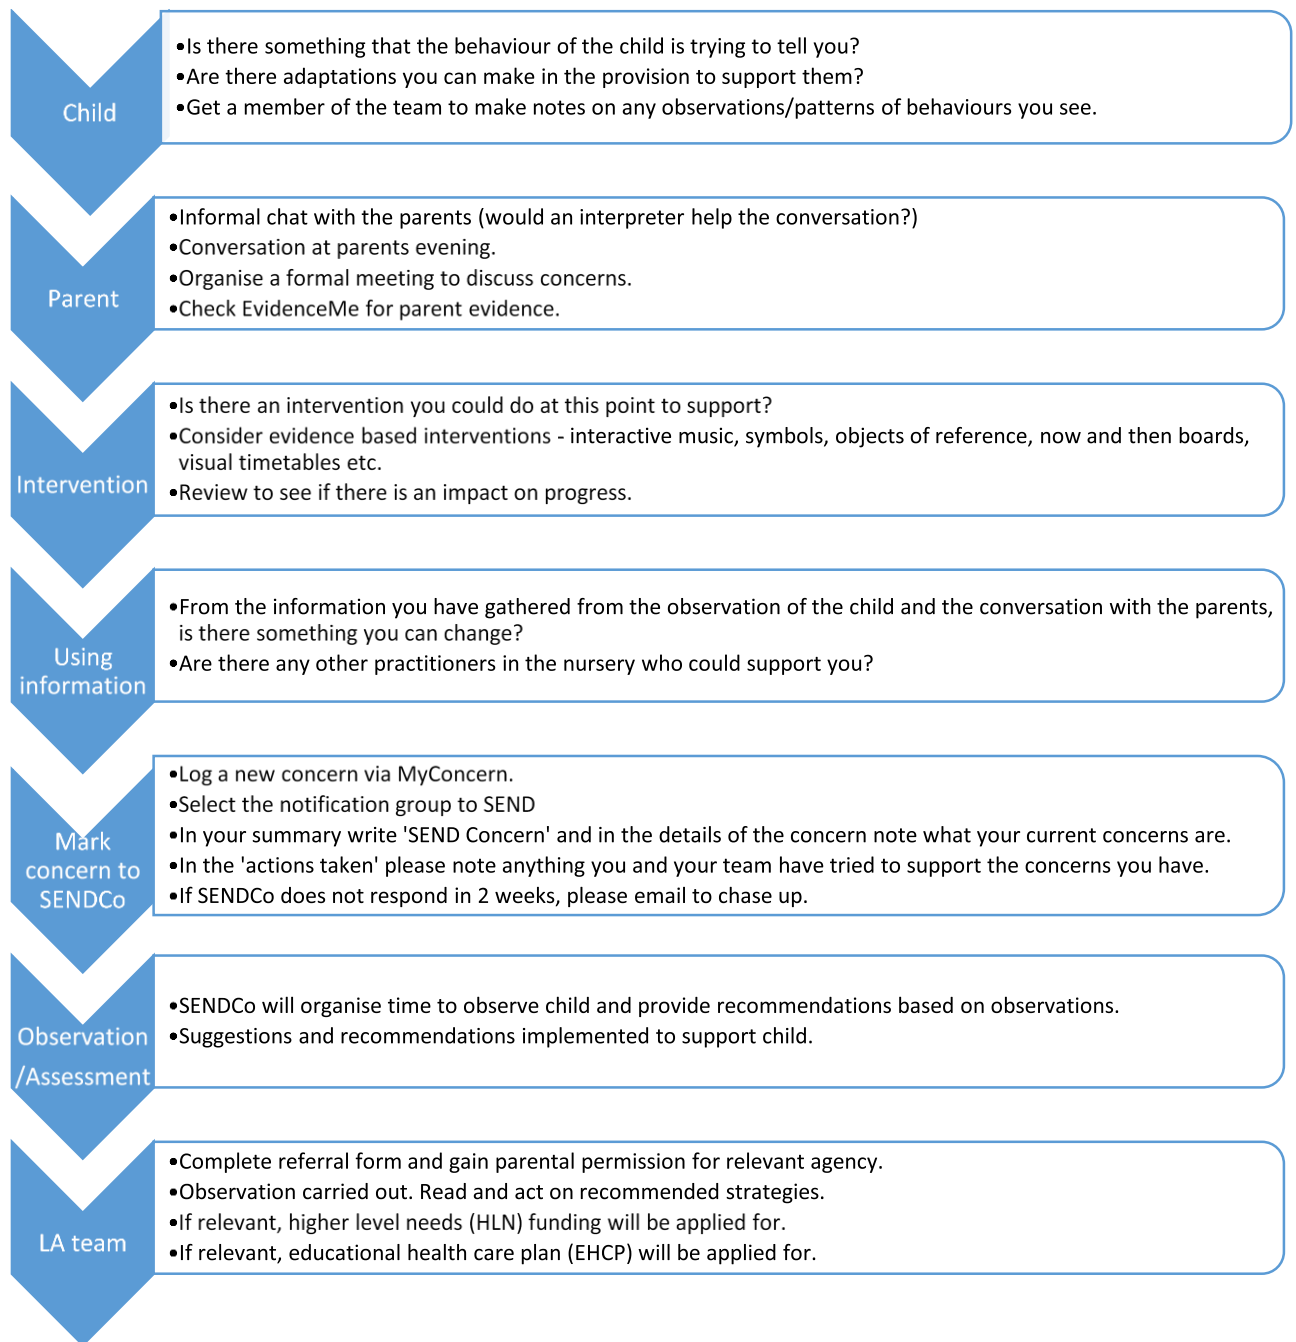 Child
•Is there something that the behaviour of the child is trying to tell you?
•Are there adaptations you can make in the provision to support them?
•Get a member of the team to make notes on any observations/patterns of behaviours you see.
Parent
•Informal chat with the parents (would an interpreter help the conversation?)
•Conversation at parents evening.
•Organise a formal meeting to discuss concerns.
•Check EvidenceMe for parent evidence.
Intervention
•Is there an intervention you could do at this point to support?
•Consider evidence based interventions - interactive music, symbols, objects of reference, now and then boards,
visual timetables etc.
•Review to see if there is an impact on progress.
Using
information
•From the information you have gathered from the observation of the child and the conversation with the parents,
is there something you can change?
•Are there any other practitioners in the nursery who could support you?
Mark
concern to
SENDCo
•Log a new concern via MyConcern.
•Select the notification group to SEND
•In your summary write 'SEND Concern' and in the details of the concern note what your current concerns are.
•In the 'actions taken' please note anything you and your team have tried to support the concerns you have.
•If SENDCo does not respond in 2 weeks, please email to chase up.
Observation
/Assessment
•SENDCo will organise time to observe child and provide recommendations based on observations.
•Suggestions and recommendations implemented to support child.
LA team
•Complete referral form and gain parental permission for relevant agency.
•Observation carried out. Read and act on recommended strategies.
•If relevant, higher level needs (HLN) funding will be applied for.
•If relevant, educational health care plan (EHCP) will be applied for.